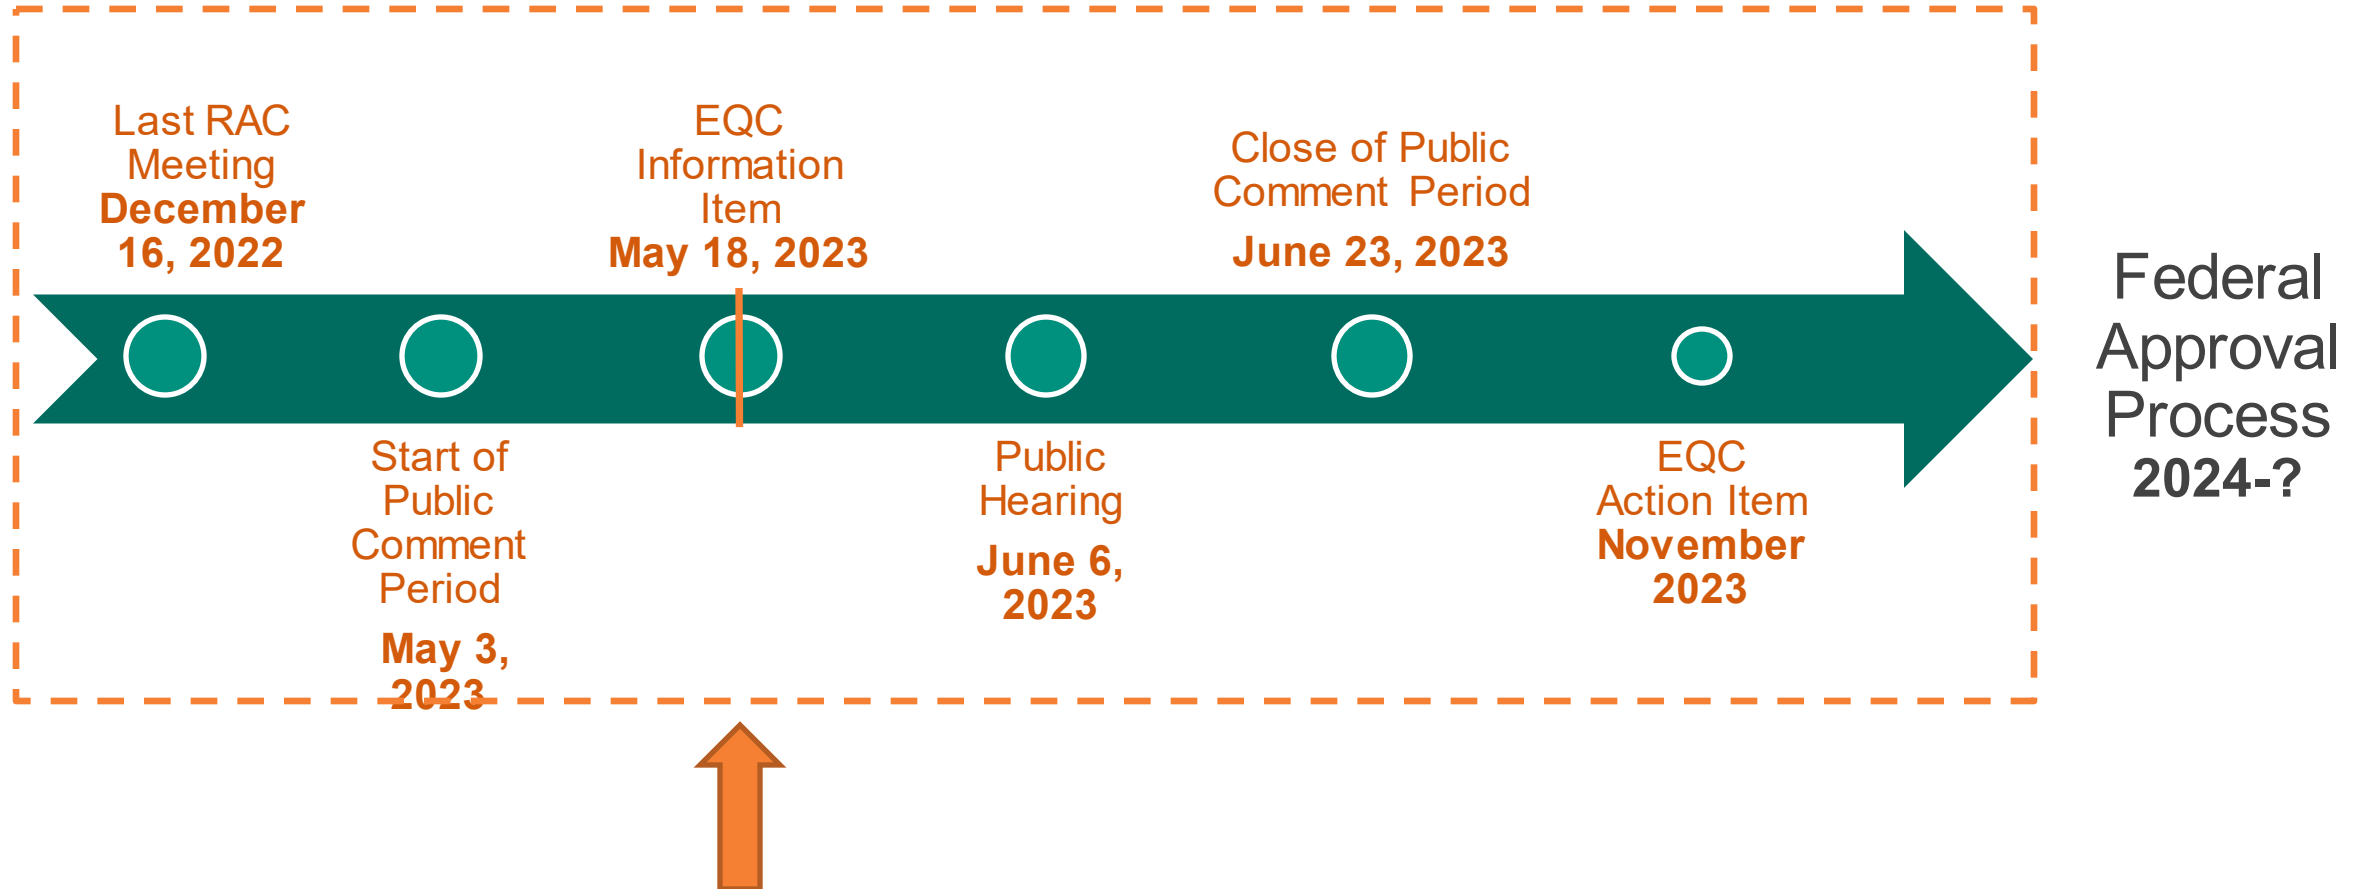 Last RAC
Meeting
December
16, 2022
Start of
Public
Comment
Period
May 3,
2023
EQC
Information
Item
May 18, 2023
Public
Hearing
June 6,
2023
Close of Public
Comment Period
June 23, 2023
EQC
Action Item
November
2023
Federal
Approval
Process
2024-?